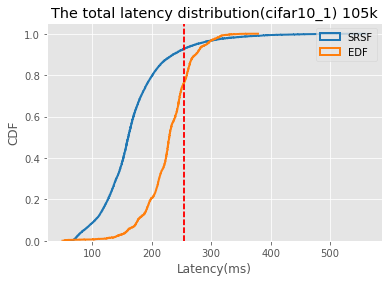 The total latency distribution(cifar10_1) 105k
1.0
0.8
0.6
0.4
0.2
0.0
CDF
SRSF
EDF
100 200 300 400 500
Latency(ms)